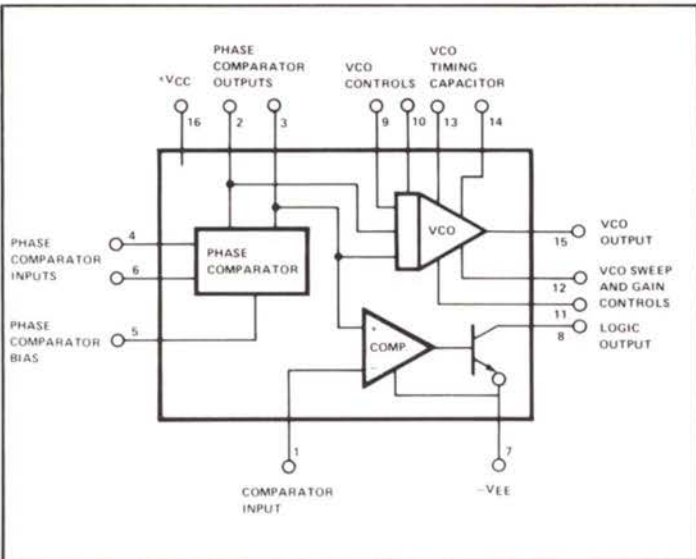 PHASE
COMPARATOR
OUTPUTS
+VCC
16
2
3
VCO
CONTROLS
9
10
VCO
TIMING
CAPACITOR
13
14
PHASE
COMPARATOR
INPUTS
4
6
PHASE
COMPARATOR
VCO
15
VCO
OUTPUT
12
VCO SWEEP
AND GAIN
CONTROLS
11
8
LOGIC
OUTPUT
PHASE
COMPARATOR
BIAS
5
+
COMP.
−
1
COMPARATOR
INPUT
7
−VEE